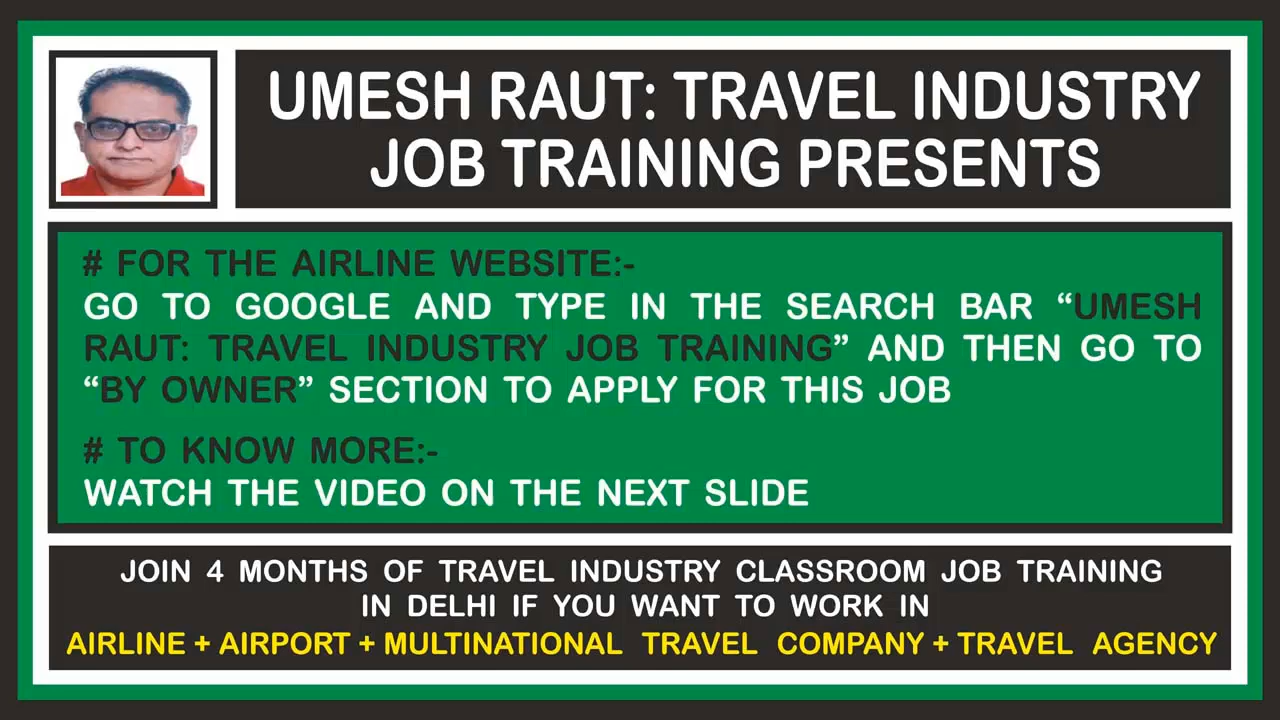 UMESH RAUT: TRAVEL INDUSTRY
JOB TRAINING PRESENTS
# FOR THE AIRLINE WEBSITE:-
GO TO GOOGLE AND TYPE IN THE SEARCH BAR “UMESH
RAUT: TRAVEL INDUSTRY JOB TRAINING” AND THEN GO TO
“BY OWNER” SECTION TO APPLY FOR THIS JOB
# TO KNOW MORE:-
WATCH THE VIDEO ON THE NEXT SLIDE
JOIN 4 MONTHS OF TRAVEL INDUSTRY CLASSROOM JOB TRAINING
IN DELHI IF YOU WANT TO WORK IN
AIRLINE + AIRPORT + MULTINATIONAL TRAVEL COMPANY + TRAVEL AGENCY